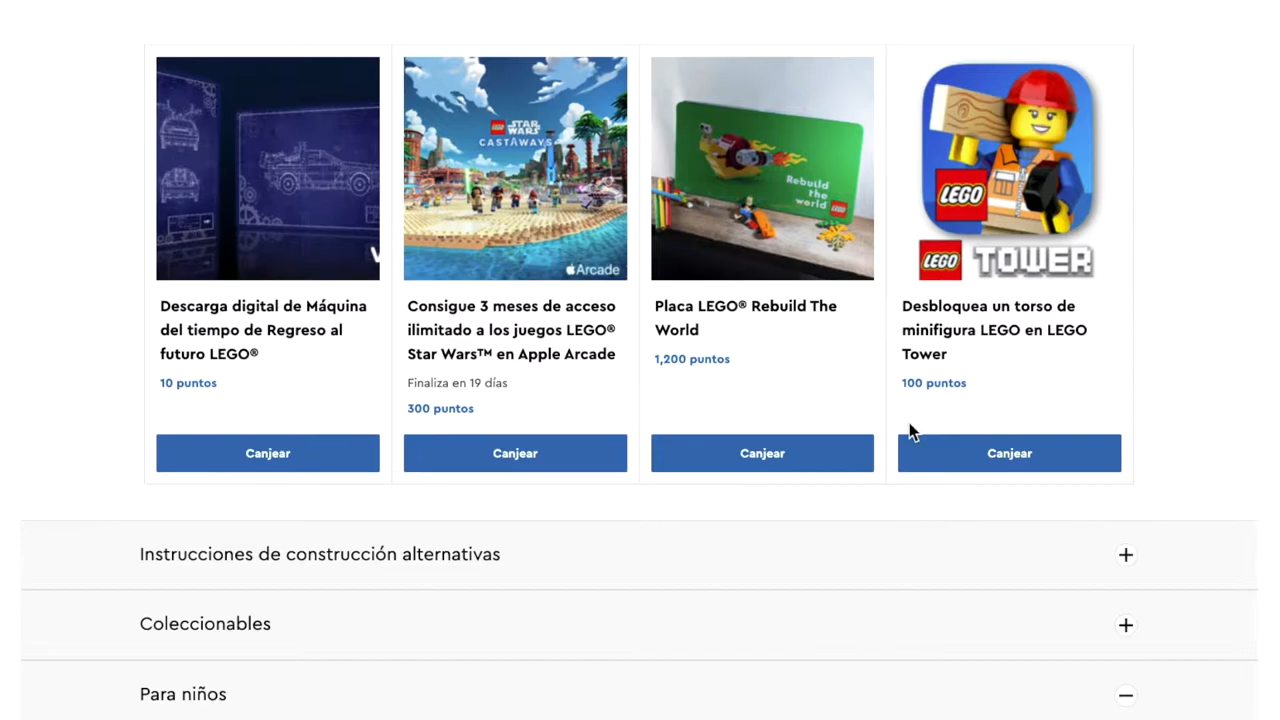 LEGO
STAR
WARS
CASTAWAYS
Arcade
Rebuild
the
world
LEGO
LEGO TOWER
Descarga digital de Máquina
del tiempo de Regreso al
futuro LEGO®
10 puntos
Canjear
Consigue 3 meses de acceso
ilimitado a los juegos LEGO®
Star Wars™ en Apple Arcade
Finaliza en 19 días
300 puntos
Canjear
Placa LEGO® Rebuild The
World
1,200 puntos
Canjear
Desbloquea un torso de
minifigura LEGO en LEGO
Tower
100 puntos
Canjear
Instrucciones de construcción alternativas
Coleccionables
Para niños